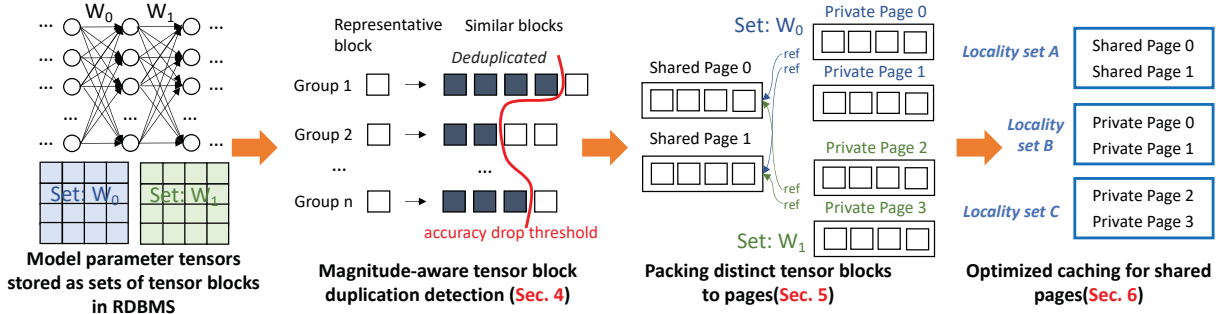 W0 W1
... ...
... ...
... ...
... ...
... ...
Set: W0
Set: W1
Model parameter tensors
stored as sets of tensor blocks
in RDBMS
Representative
block
Similar blocks
Deduplicated
Group 1
Group 2
... ...
Group n
accuracy drop threshold
Magnitude-aware tensor block
duplication detection (Sec. 4)
Set: W0
Private Page 0
ref
ref
Shared Page 0
Private Page 1
Shared Page 1
Private Page 2
ref
ref
Private Page 3
Set: W1
Packing distinct tensor blocks
to pages(Sec. 5)
Locality set A
Shared Page 0
Shared Page 1
Locality
set B
Private Page 0
Private Page 1
Locality set C
Private Page 2
Private Page 3
Optimized caching for shared
pages(Sec. 6)